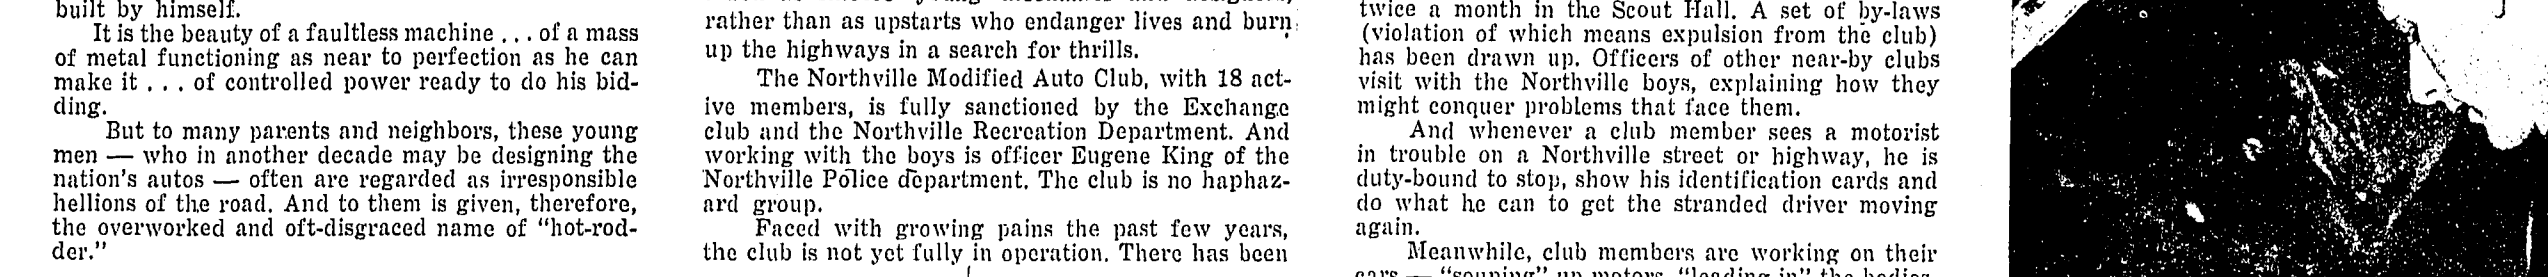 built by himself.
It is the beauty of a faultless machine . . . of a mass
of metal functioning as near to perfection as he can
make it . . . of controlled power ready to do his bid-
ding.
But to many parents and neighbors, these young
men — who in another decade may be designing the
nation's autos — often are regarded as irresponsible
hellions of the road. And to them is given, therefore,
the overworked and oft-disgraced name of "hot-rod-
der."
rather than as upstarts who endanger lives and burn
up the highways in a search for thrills.
The Northville Modified Auto Club, with 18 act-
ive members, is fully sanctioned by the Exchange
club and the Northville Recreation Department. And
working with the boys is officer Eugene King of the
Northville Police department. The club is no haphaz-
ard group.
Faced with growing pains the past few years,
the club is not yet fully in operation. There has been
twice a month in the Scout Hall. A set of by-laws
(violation of which means expulsion from the club)
has been drawn up. Officers of other near-by clubs
visit with the Northville boys, explaining how they
might conquer problems that face them.
And whenever a club member sees a motorist
in trouble on a Northville street or highway, he is
duty-bound to stop, show his identification cards and
do what he can to get the stranded driver moving
again.
Meanwhile, club members are working on their